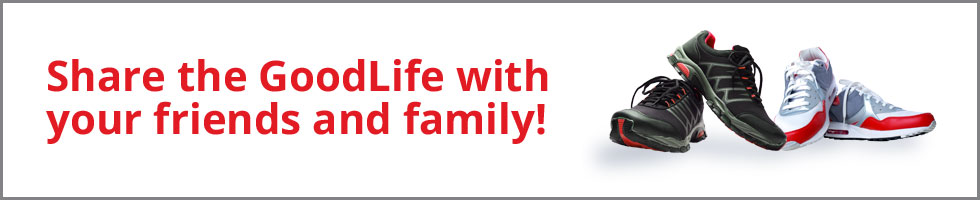 Share the GoodLife with
your friends and family!